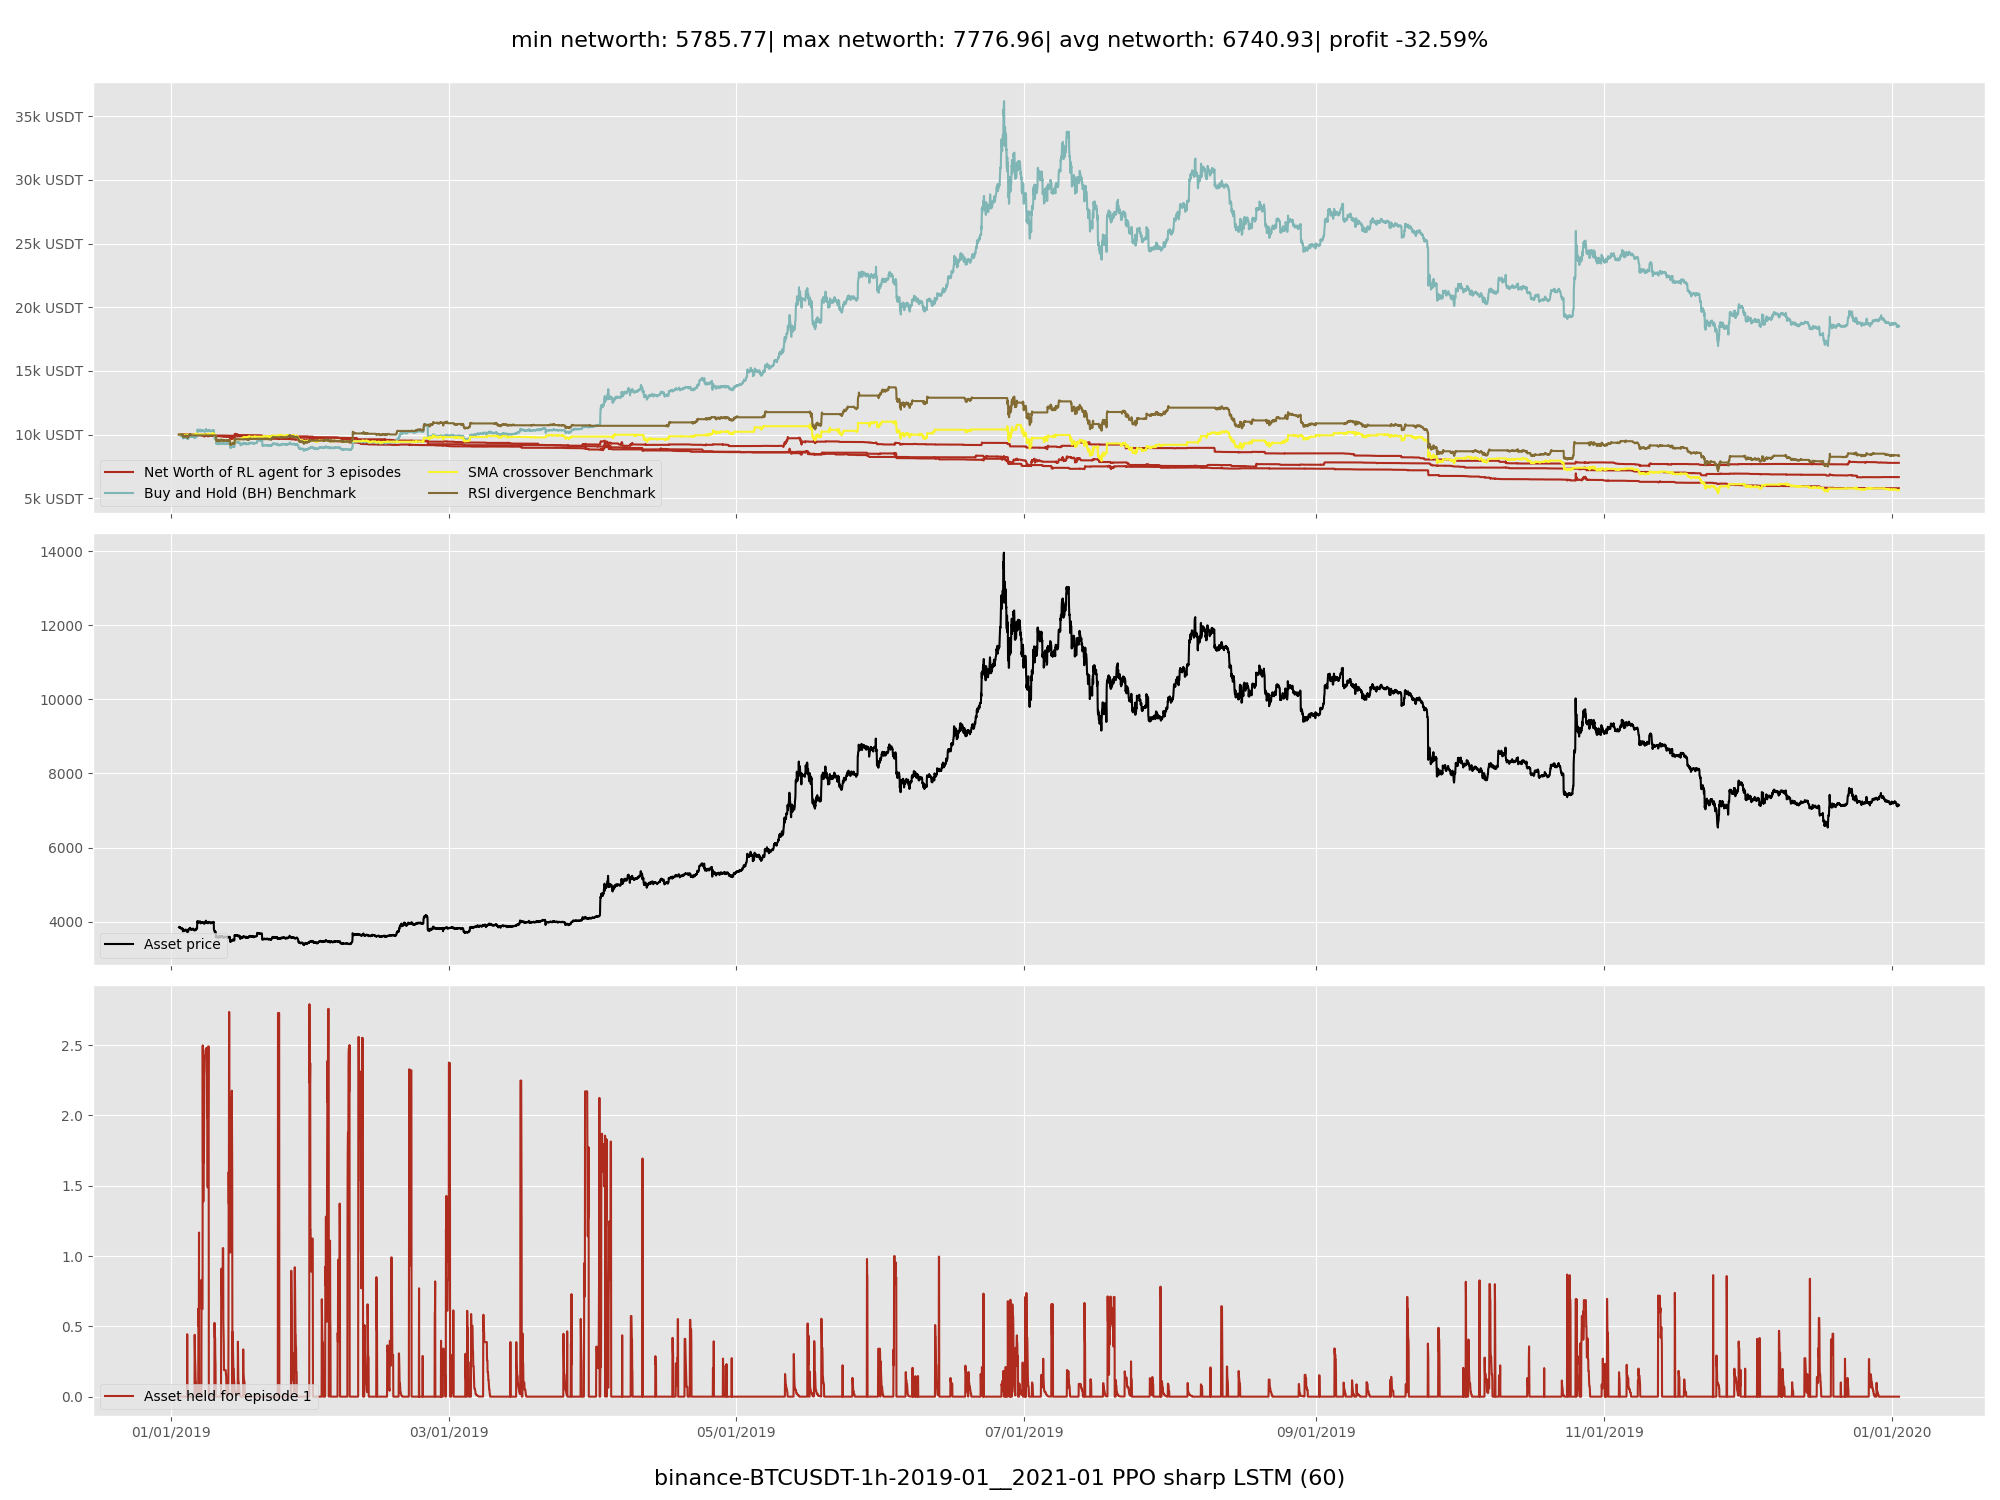 min networth: 5785.77| max networth: 7776.96| avg networth: 6740.93| profit -32.59%
35k USDT
30k USDT
25k USDT
20k USDT
15k USDT
10k USDT
5k USDT
Net Worth of RL agent for 3 episodes
Buy and Hold (BH) Benchmark
SMA crossover Benchmark
RSI divergence Benchmark
14000
12000
10000
8000
6000
4000
Asset price
2.5
2.0
1.5
1.0
0.5
0.0
Asset held for episode 1
01/01/2019 03/01/2019 05/01/2019 07/01/2019 09/01/2019 11/01/2019 01/01/2020
binance-BTCUSDT-1h-2019-01__2021-01 PPO sharp LSTM (60)